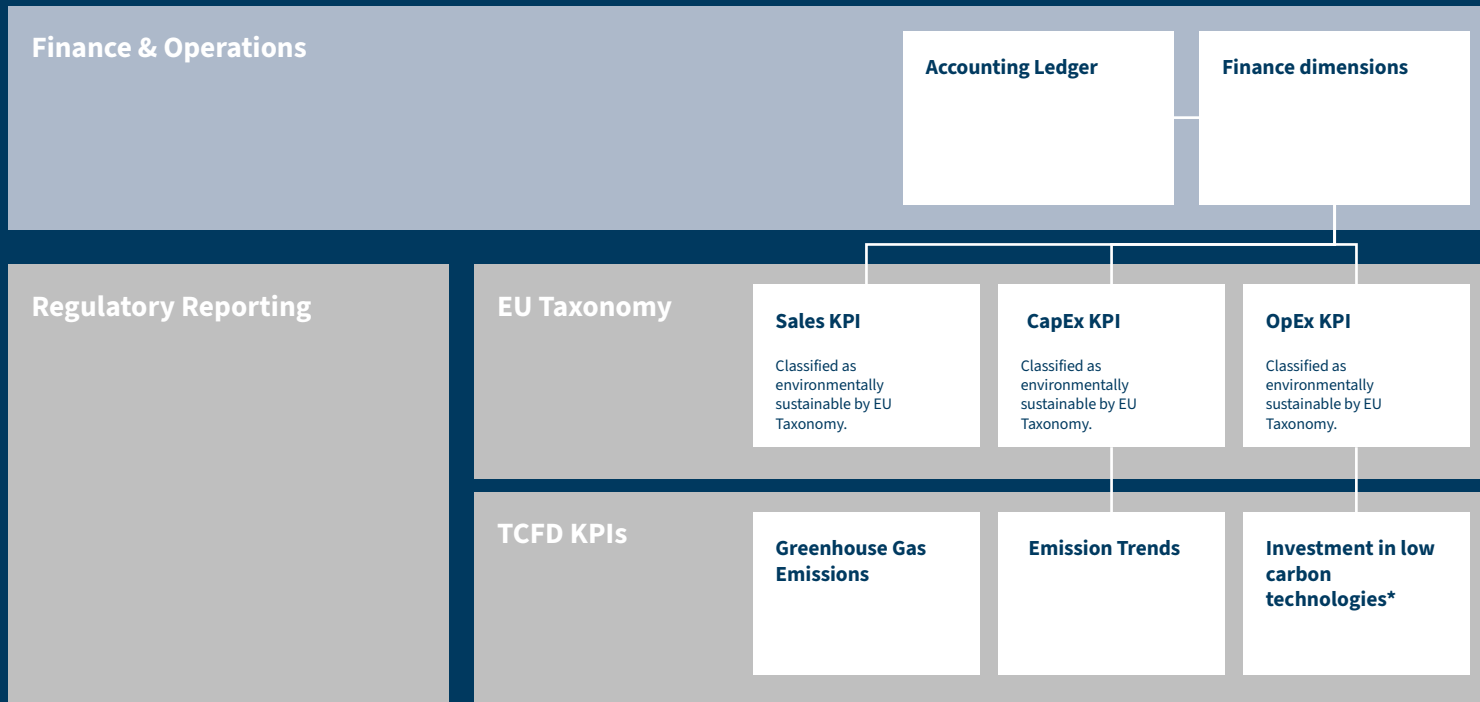 Finance & Operations
Accounting Ledger
Finance dimensions
Regulatory Reporting
EU Taxonomy
Sales KPI
Classified as
environmentally
sustainable by EU
Taxonomy.
CapEx KPI
Classified as
environmentally
sustainable by EU
Taxonomy.
OpEx KPI
Classified as
environmentally
sustainable by EU
Taxonomy.
TCFD KPIs
Greenhouse Gas
Emissions
Emission Trends
Investment in low
carbon
technologies*